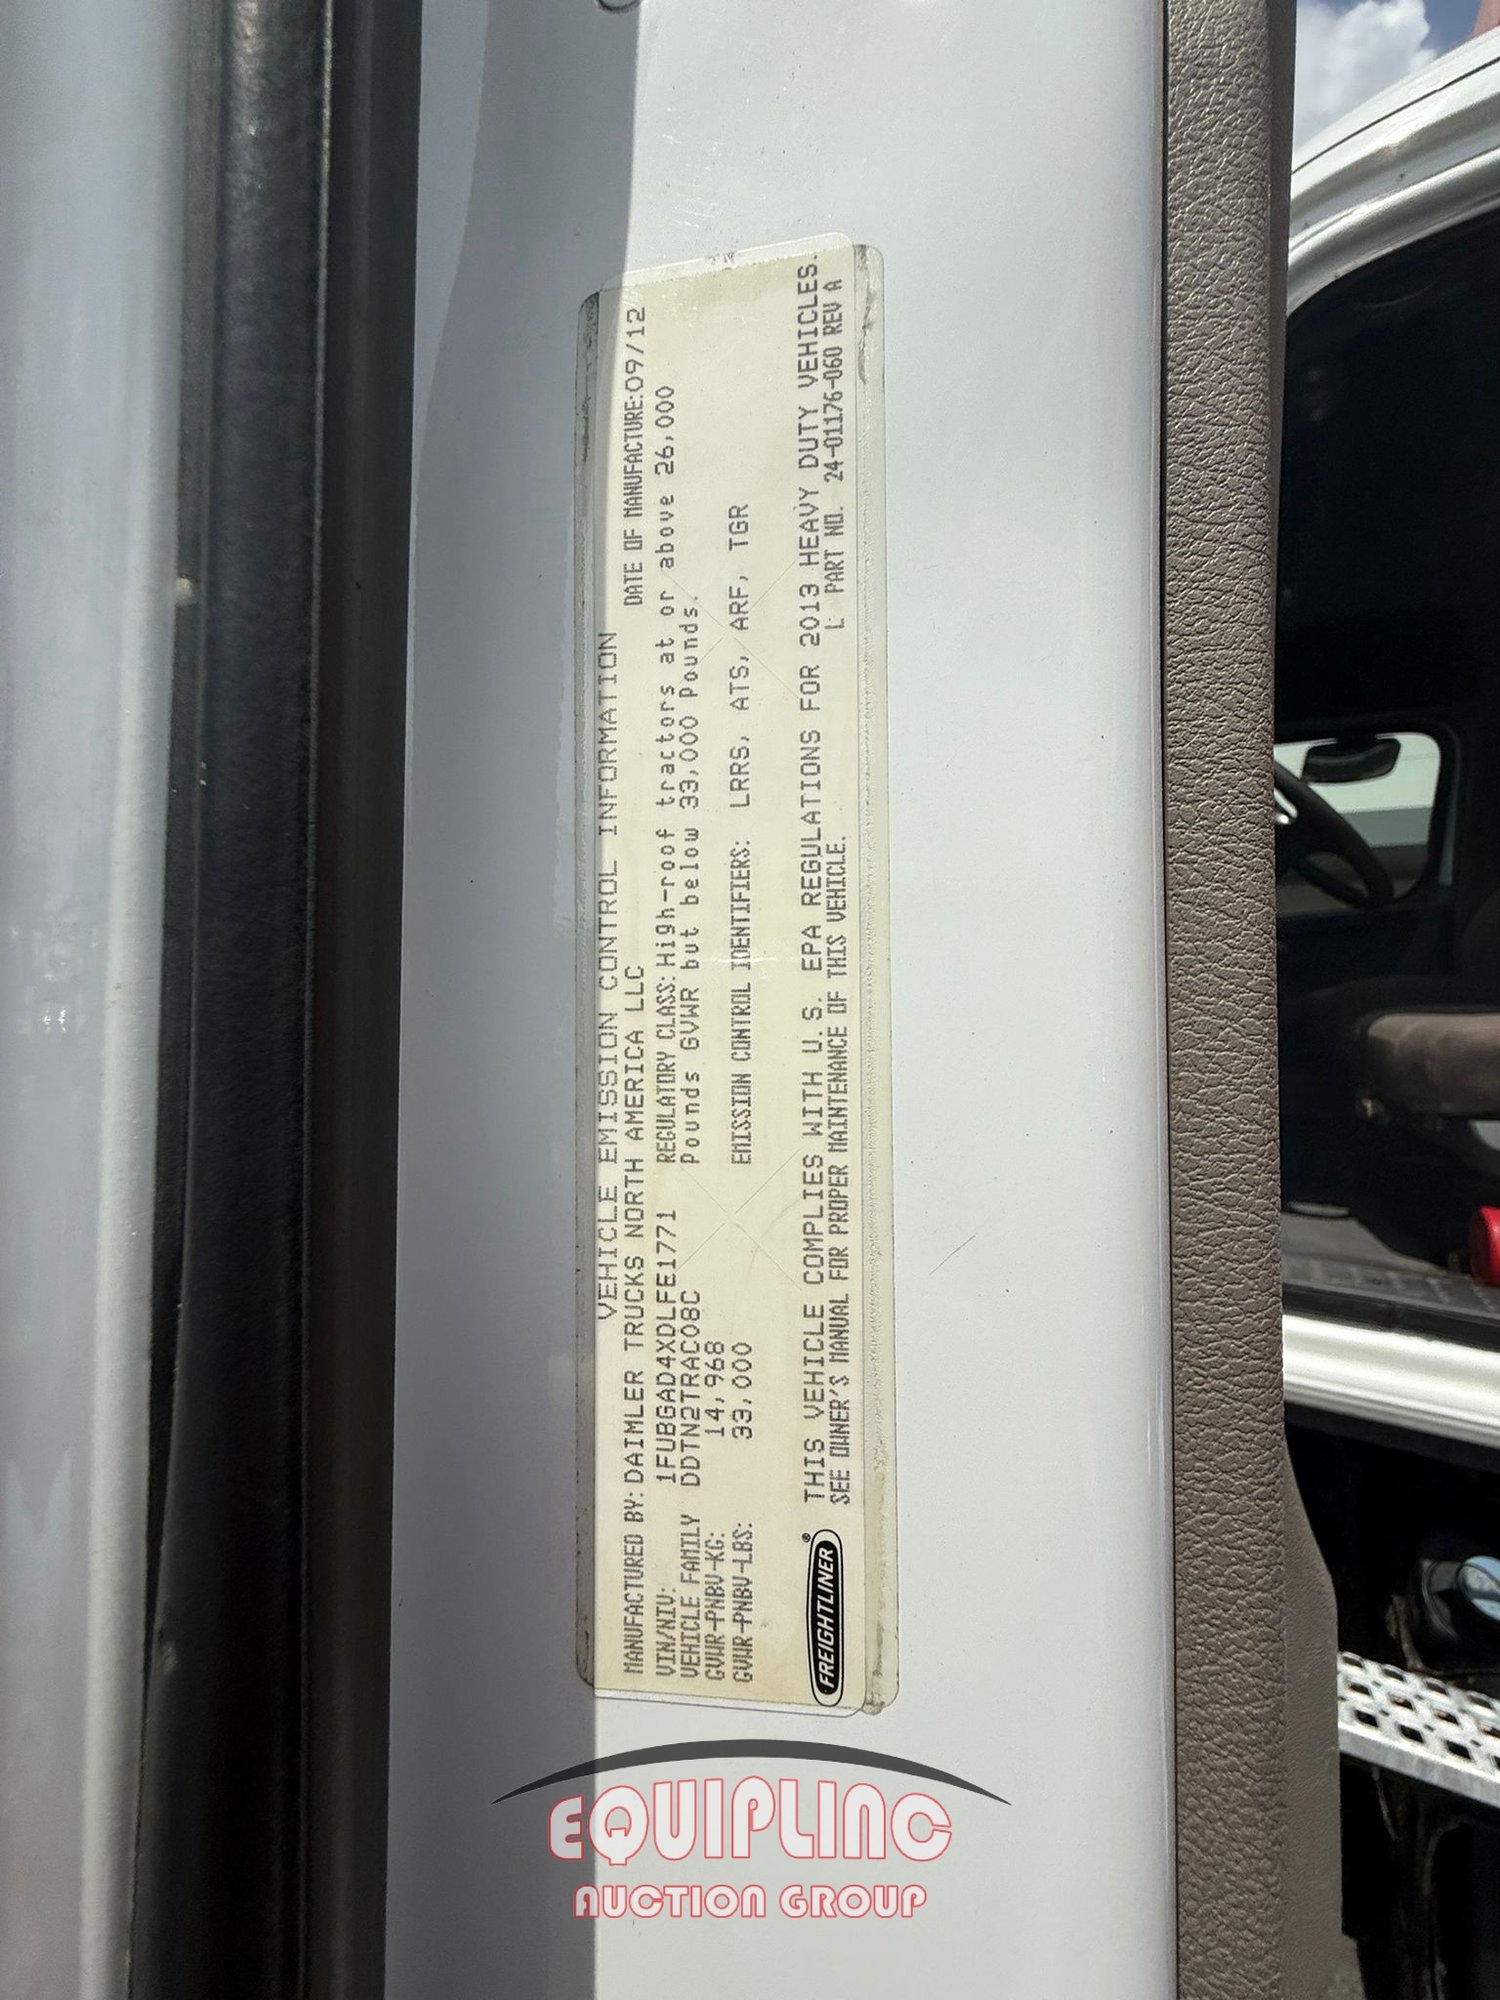 VEHICLE EMISSION CONTROL INFORMATION
MANUFACTURED BY: DAIMLER TRUCKS NORTH AMERICA LLC DATE OF MANUFACTURE: 09/12
VIN/NIV: 1FUBGAD4XDLFE1771 REGULATORY CLASS: High-roof tractors at or above 26,000
VEHICLE FAMILY DDTN2TRAC08C Pounds GVWR but below 33,000 Pounds.
GVWR-PNBV-KG: 14,968
GVWR-PNBV-LBS: 33,000 EMISSION CONTROL IDENTIFIERS: LRRS, ATS, ARF, TGR
FREIGHTLINER®
THIS VEHICLE COMPLIES WITH U.S. EPA REGULATIONS FOR 2013 HEAVY DUTY VEHICLES.
SEE OWNER'S MANUAL FOR PROPER MAINTENANCE OF THIS VEHICLE. L PART NO. 24-01176-060 REV A
EQUIPLINC
AUCTION GROUP